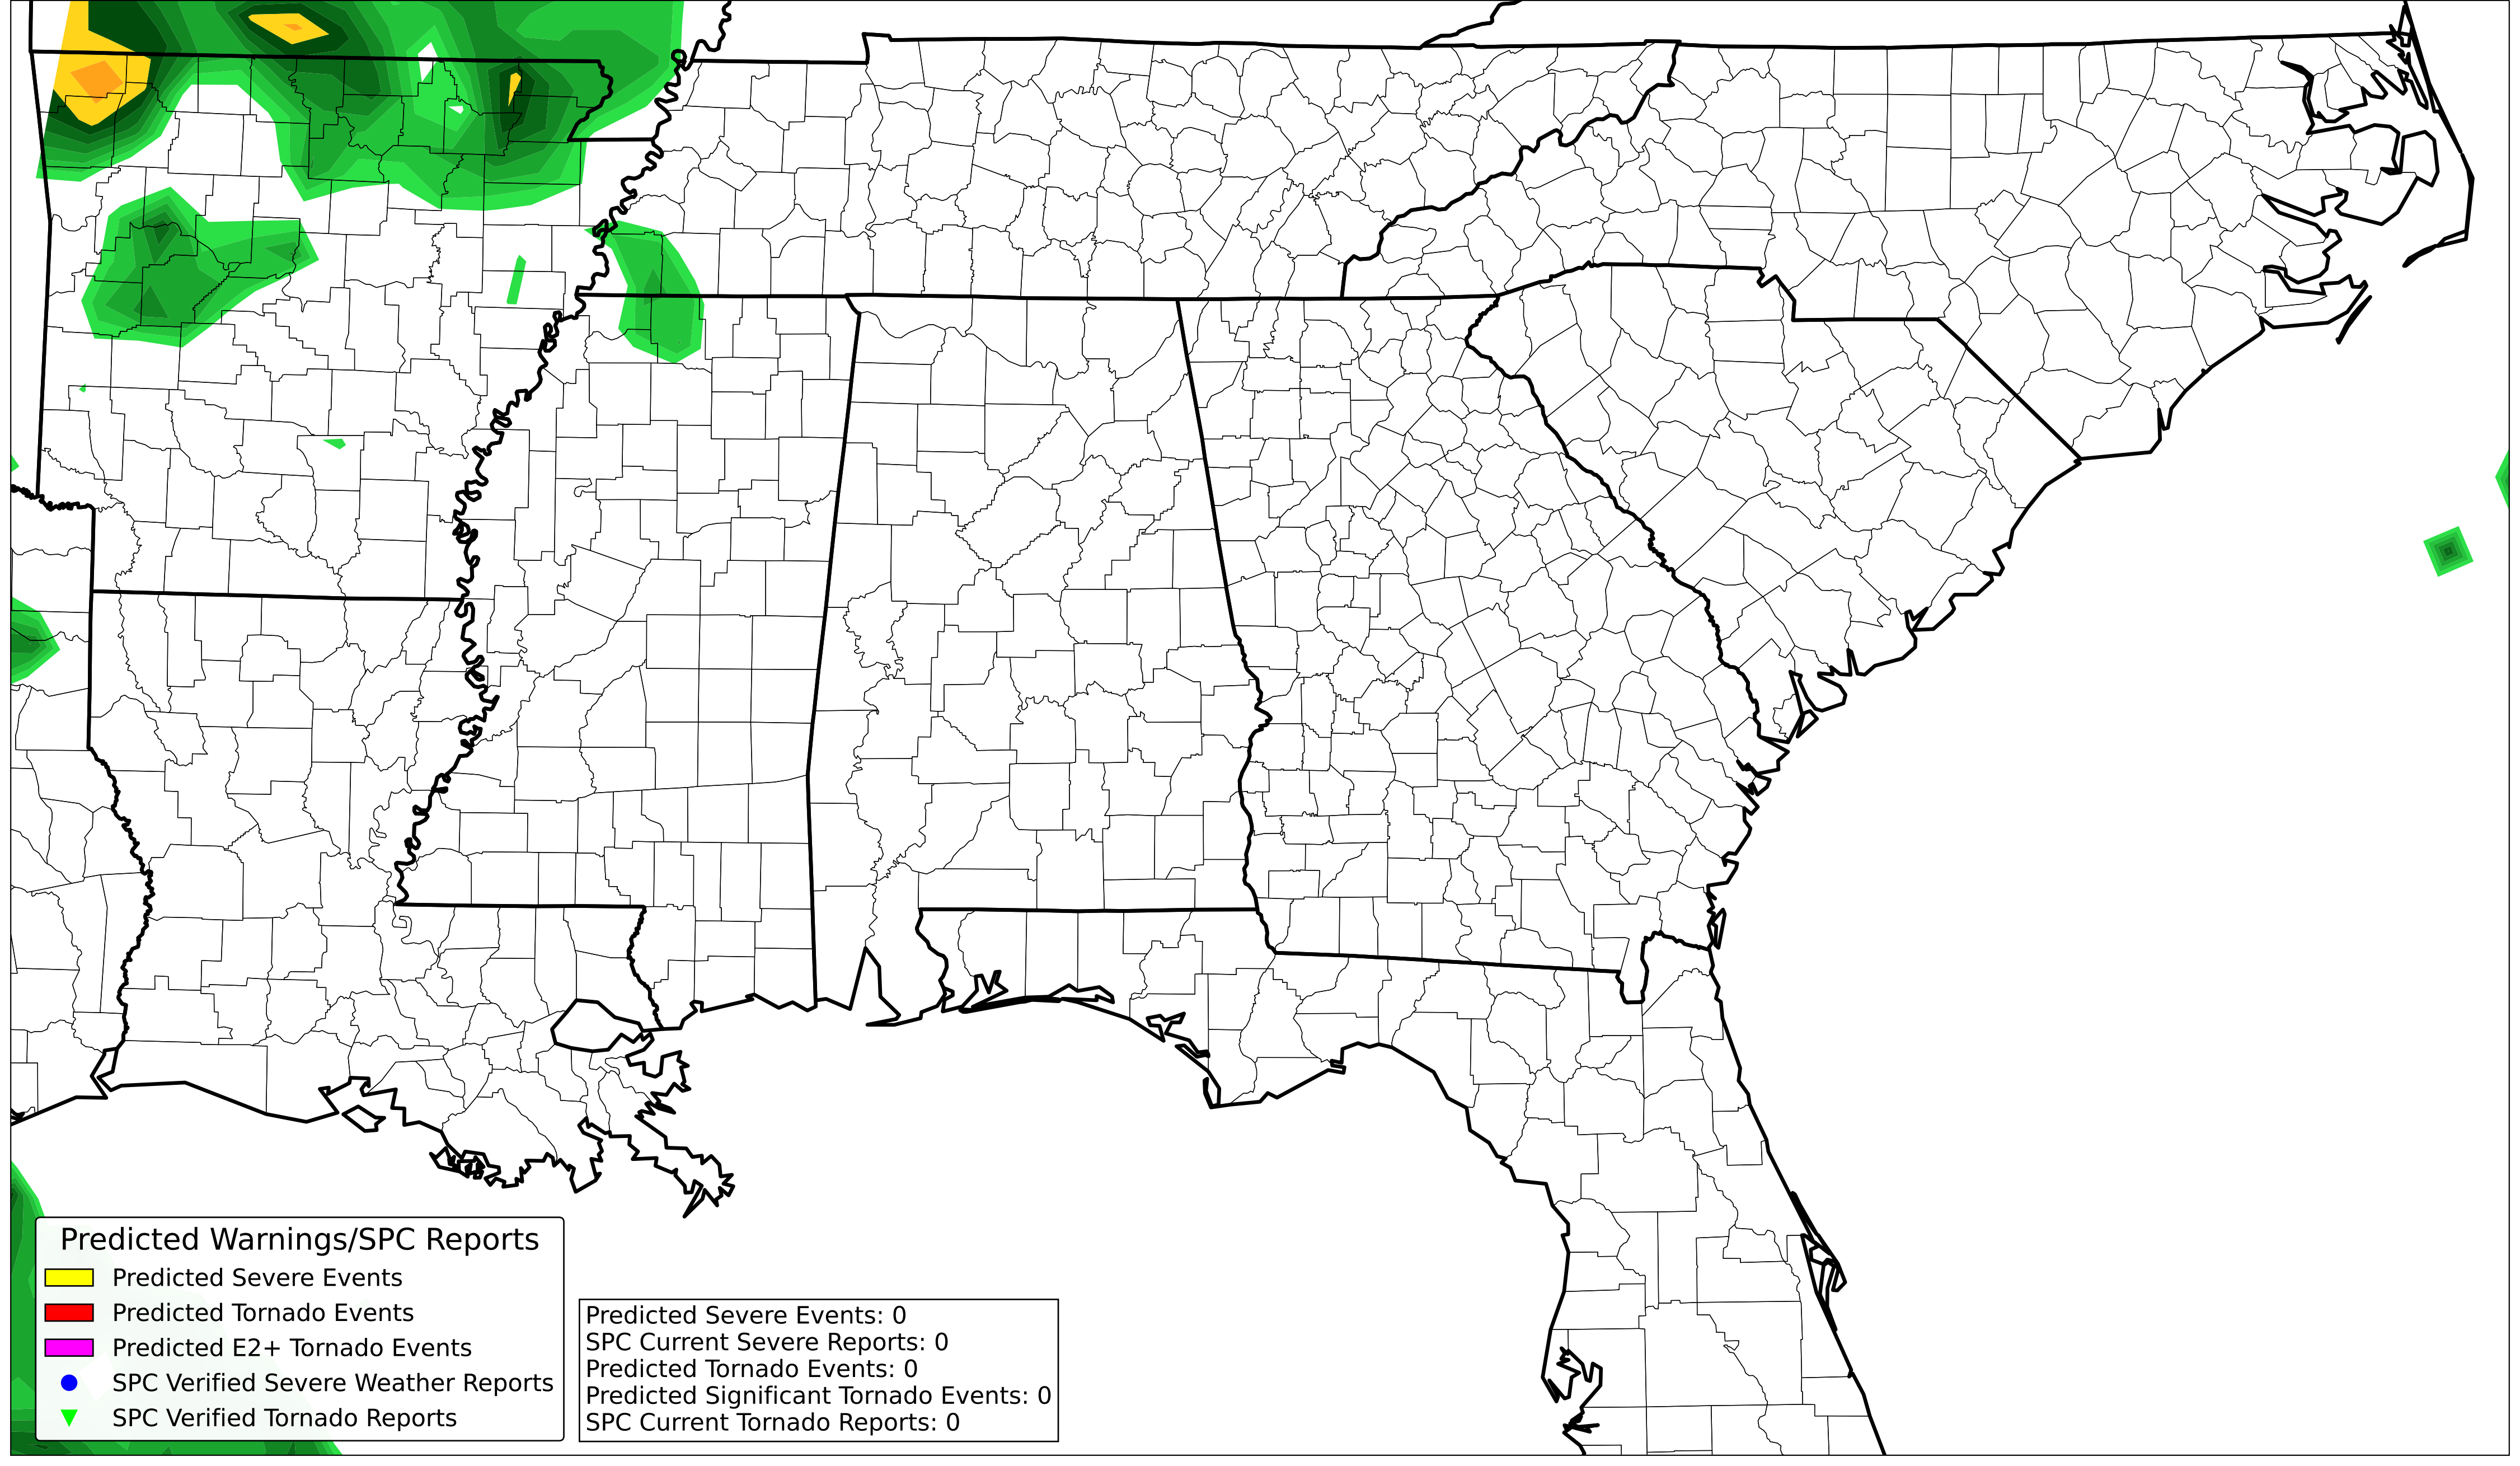 Predicted Warnings/SPC Reports
Predicted Severe Events
Predicted Tornado Events
Predicted E2+ Tornado Events
SPC Verified Severe Weather Reports
SPC Verified Tornado Reports
Predicted Severe Events: 0
SPC Current Severe Reports: 0
Predicted Tornado Events: 0
Predicted Significant Tornado Events: 0
SPC Current Tornado Reports: 0